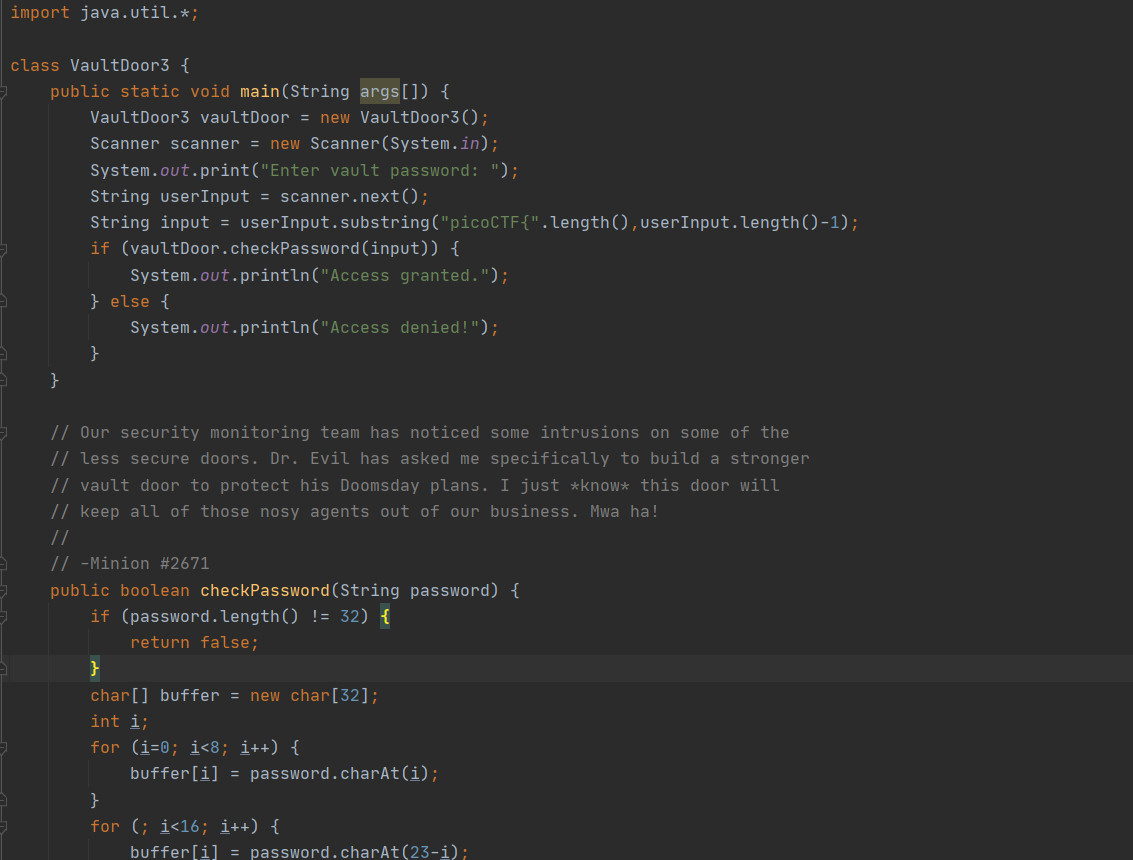 import java.util.*;
class VaultDoor3 {
public static void main(String args[]) {
VaultDoor3 vaultDoor = new VaultDoor3();
Scanner scanner = new Scanner(System.in);
System.out.print("Enter vault password: ");
String userInput = scanner.next();
String input = userInput.substring("picoCTF{".length(),userInput.length()-1);
if (vaultDoor.checkPassword(input)) {
System.out.println("Access granted.");
} else {
System.out.println("Access denied!");
}
}
// Our security monitoring team has noticed some intrusions on some of the
// less secure doors. Dr. Evil has asked me specifically to build a stronger
// vault door to protect his Doomsday plans. I just *know* this door will
// keep all of those nosy agents out of our business. Mwa ha!
//
// -Minion #2671
public boolean checkPassword(String password) {
if (password.length() != 32) {
return false;
}
char[] buffer = new char[32];
int i;
for (i=0; i<8; i++) {
buffer[i] = password.charAt(i);
}
for (; i<16; i++) {
buffer[i] = password.charAt(23-i);